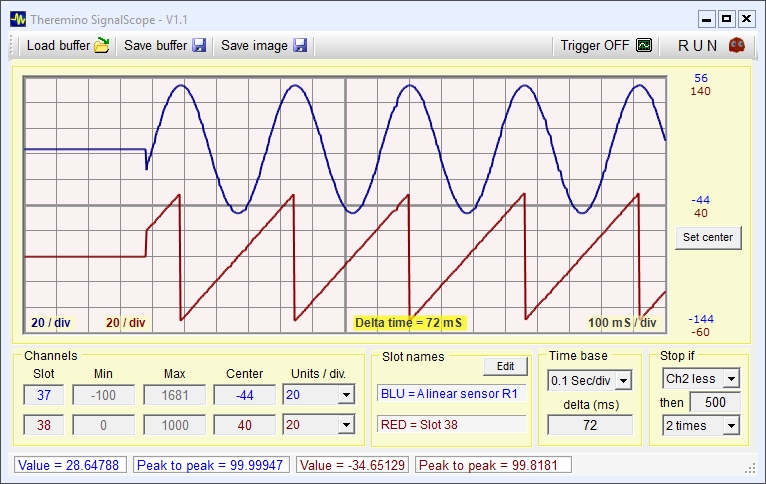 Theremino SignalScope - V1.1
Load buffer Save buffer Save image Trigger OFF R U N
56
140
-44
40
Set center
-144
-60
20 / div 20 / div Delta time = 72 mS 100 mS / div
Channels
Slot Min Max Center Units / div.
37 -100 1681 -44 20
38 0 1000 40 20
Slot names
Edit
BLU = A linear sensor R1
RED = Slot 38
Time base
0.1 Sec/div
delta (ms)
72
Stop if
Ch2 less
then 500
2 times
Value = 28.64788 Peak to peak = 99.99947 Value = -34.65129 Peak to peak = 99.8181